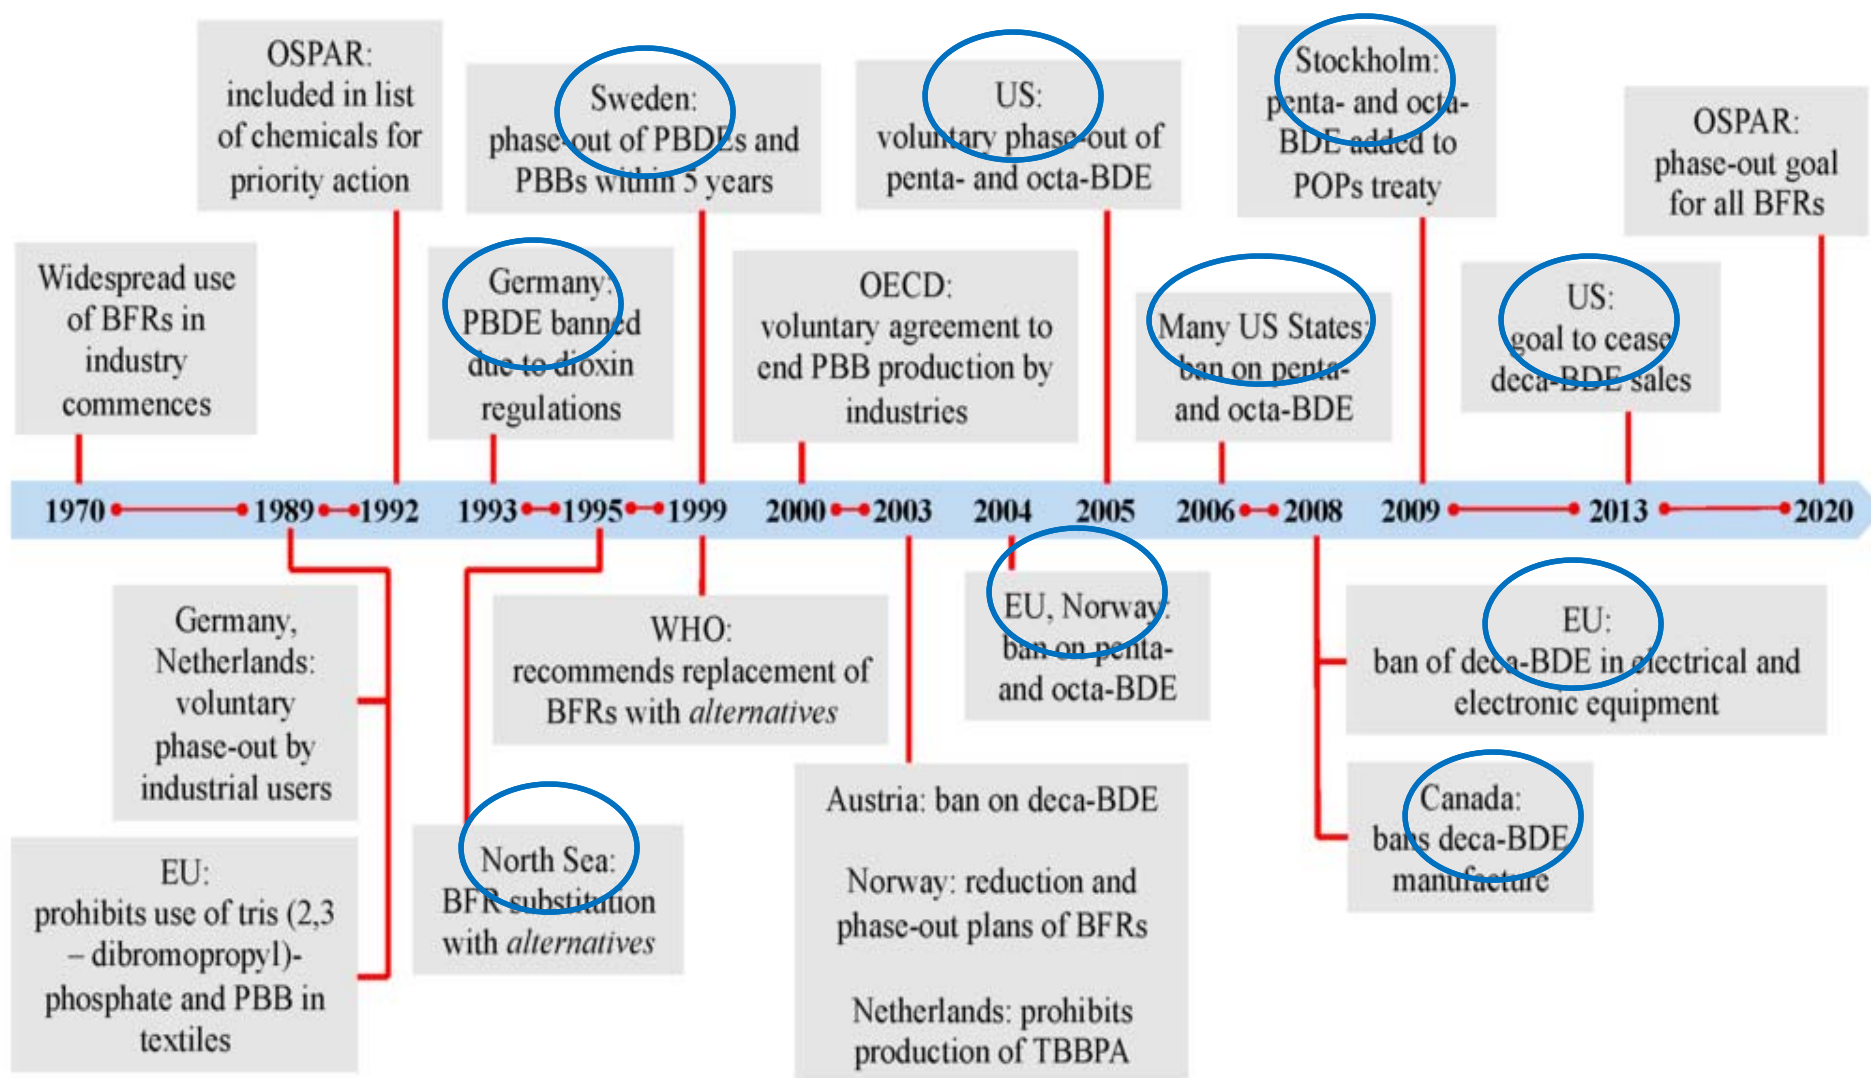 OSPAR:
included in list
of chemicals for
priority action
Sweden:
phase-out of PBDEs and
PBBs within 5 years
US:
voluntary phase-out of
penta- and octa-BDE
Stockholm:
penta- and octa-
BDE added to
POPs treaty
OSPAR:
phase-out goal
for all BFRs
Widespread use
of BFRs in
industry
commences
Germany:
PBDE banned
due to dioxin
regulations
OECD:
voluntary agreement to
end PBB production by
industries
Many US States:
ban on penta-
and octa-BDE
US:
goal to cease
deca-BDE sales
1970 1989 1992 1993 1995 1999 2000 2003 2004 2005 2006 2008 2009 2013 2020
Germany,
Netherlands:
voluntary
phase-out by
industrial users
EU:
prohibits use of tris (2,3
– dibromopropyl)-
phosphate and PBB in
textiles
North Sea:
BFR substitution
with alternatives
WHO:
recommends replacement of
BFRs with alternatives
Austria: ban on deca-BDE
Norway: reduction and
phase-out plans of BFRs
Netherlands: prohibits
production of TBBPA
EU, Norway:
ban on penta-
and octa-BDE
EU:
ban of deca-BDE in electrical and
electronic equipment
Canada:
bans deca-BDE
manufacture